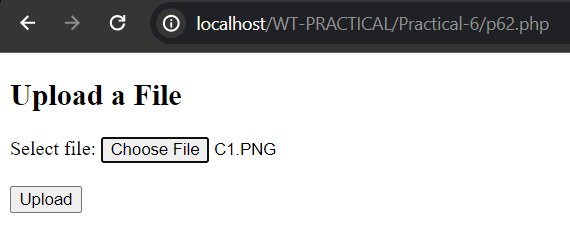 localhost/WT-PRACTICAL/Practical-6/p62.php
Upload a File
Select file: Choose File C1.PNG
Upload